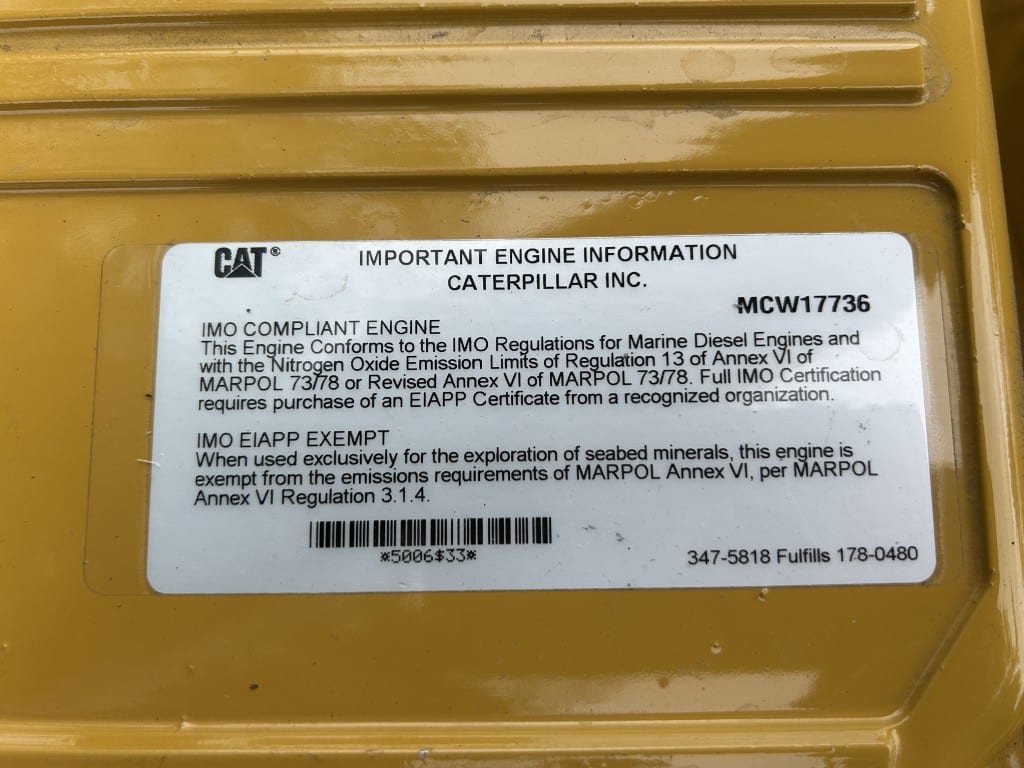 CAT®
IMPORTANT ENGINE INFORMATION
CATERPILLAR INC.
MCW17736
IMO COMPLIANT ENGINE
This Engine Conforms to the IMO Regulations for Marine Diesel Engines and
with the Nitrogen Oxide Emission Limits of Regulation 13 of Annex VI of
MARPOL 73/78 or Revised Annex VI of MARPOL 73/78. Full IMO Certification
requires purchase of an EIAPP Certificate from a recognized organization.
IMO EIAPP EXEMPT
When used exclusively for the exploration of seabed minerals, this engine is
exempt from the emissions requirements of MARPOL Annex VI, per MARPOL
Annex VI Regulation 3.1.4.
*5006$33*
347-5818 Fulfills 178-0480